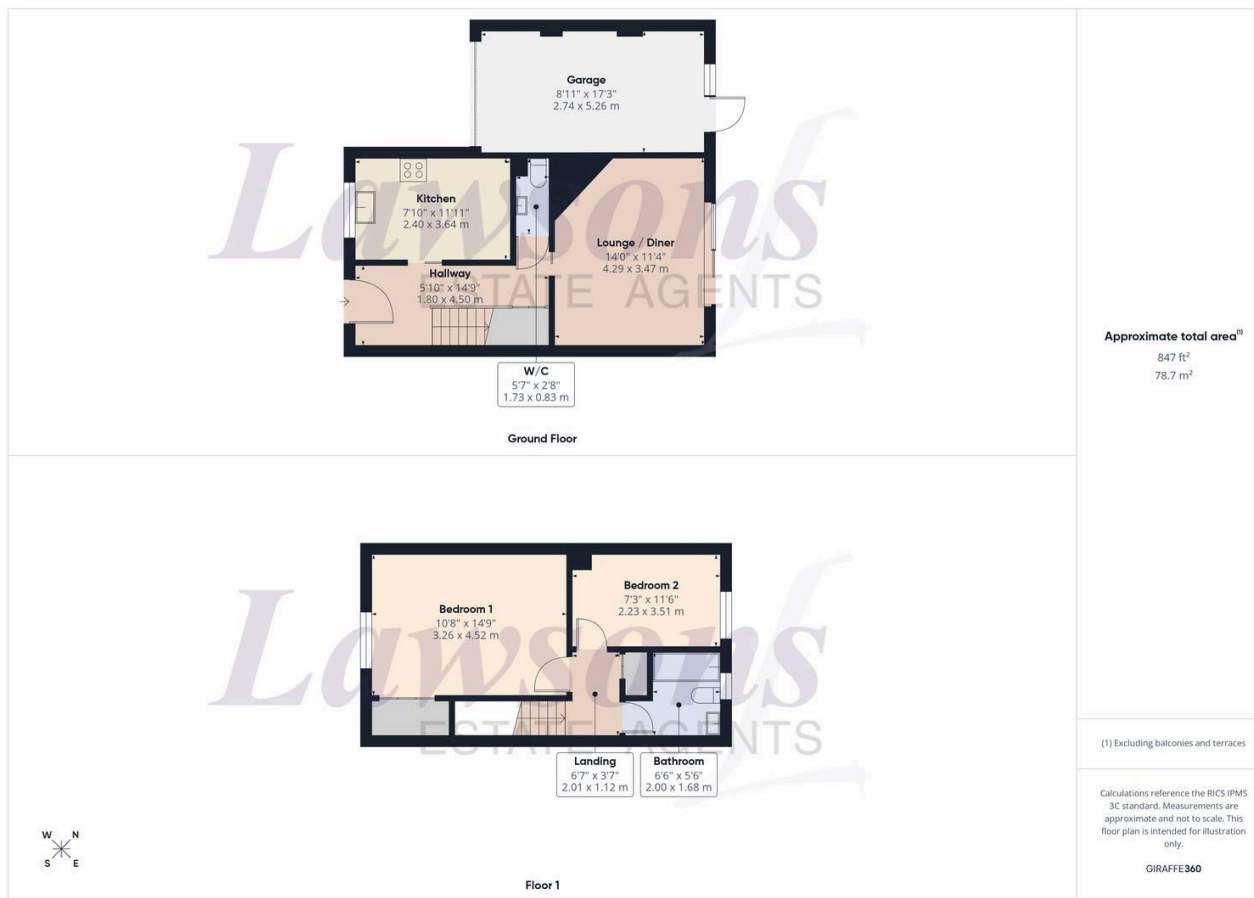 Garage
8'11" x 17'3"
2.74 x 5.26 m
Kitchen
7'10" x 11'11"
2.40 x 3.64 m
Lounge / Diner
14'0" x 11'4"
4.29 x 3.47 m
Hallway
5'10" x 14'9"
1.80 x 4.50 m
W/C
5'7" x 2'8"
1.73 x 0.83 m
Lawsons
ESTATE AGENTS
Ground Floor
Approximate total area(1)
847 ft²
78.7 m²
Bedroom 1
10'8" x 14'9"
3.26 x 4.52 m
Bedroom 2
7'3" x 11'6"
2.23 x 3.51 m
Lawsons
ESTATE AGENTS
Landing
6'7" x 3'7"
2.01 x 1.12 m
Bathroom
6'6" x 5'6"
2.00 x 1.68 m
W N
S E
Floor 1
(1) Excluding balconies and terraces
Calculations reference the RICS IPMS
3C standard. Measurements are
approximate and not to scale. This
floor plan is intended for illustration
only.
GIRAFFE360